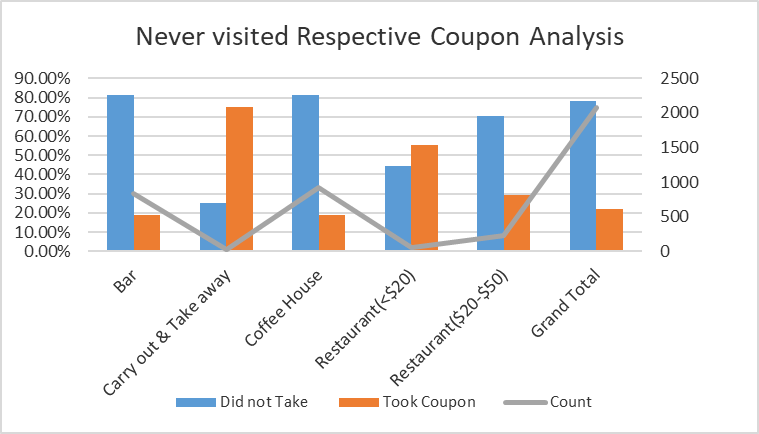 Never visited Respective Coupon Analysis
90.00%
80.00%
70.00%
60.00%
50.00%
40.00%
30.00%
20.00%
10.00%
0.00%
2500
2000
1500
1000
500
0
Bar
Carry out & Take away
Coffee House
Restaurant(<$20)
Restaurant($20-$50)
Grand Total
Did not Take
Took Coupon
Count